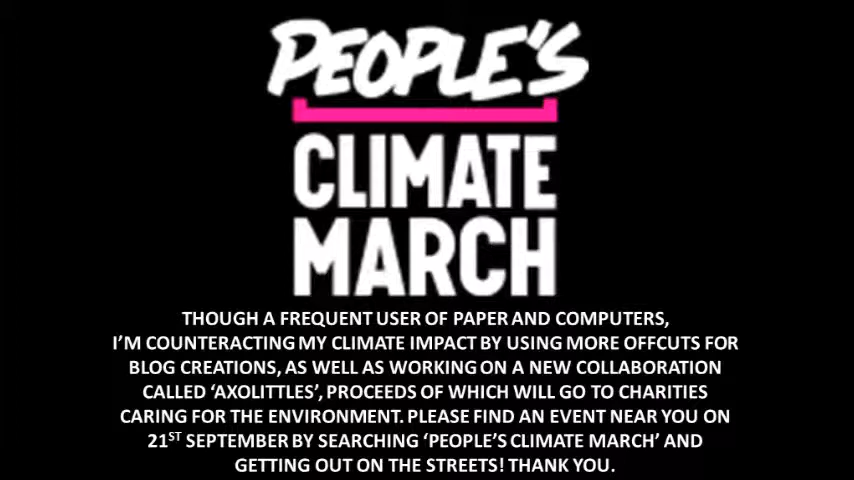 PEOPLE'S
CLIMATE
MARCH
THOUGH A FREQUENT USER OF PAPER AND COMPUTERS,
I'M COUNTERACTING MY CLIMATE IMPACT BY USING MORE OFFCUTS FOR
BLOG CREATIONS, AS WELL AS WORKING ON A NEW COLLABORATION
CALLED ‘AXOLITTLES’, PROCEEDS OF WHICH WILL GO TO CHARITIES
CARING FOR THE ENVIRONMENT. PLEASE FIND AN EVENT NEAR YOU ON
21ST SEPTEMBER BY SEARCHING ‘PEOPLE’S CLIMATE MARCH’ AND
GETTING OUT ON THE STREETS! THANK YOU.